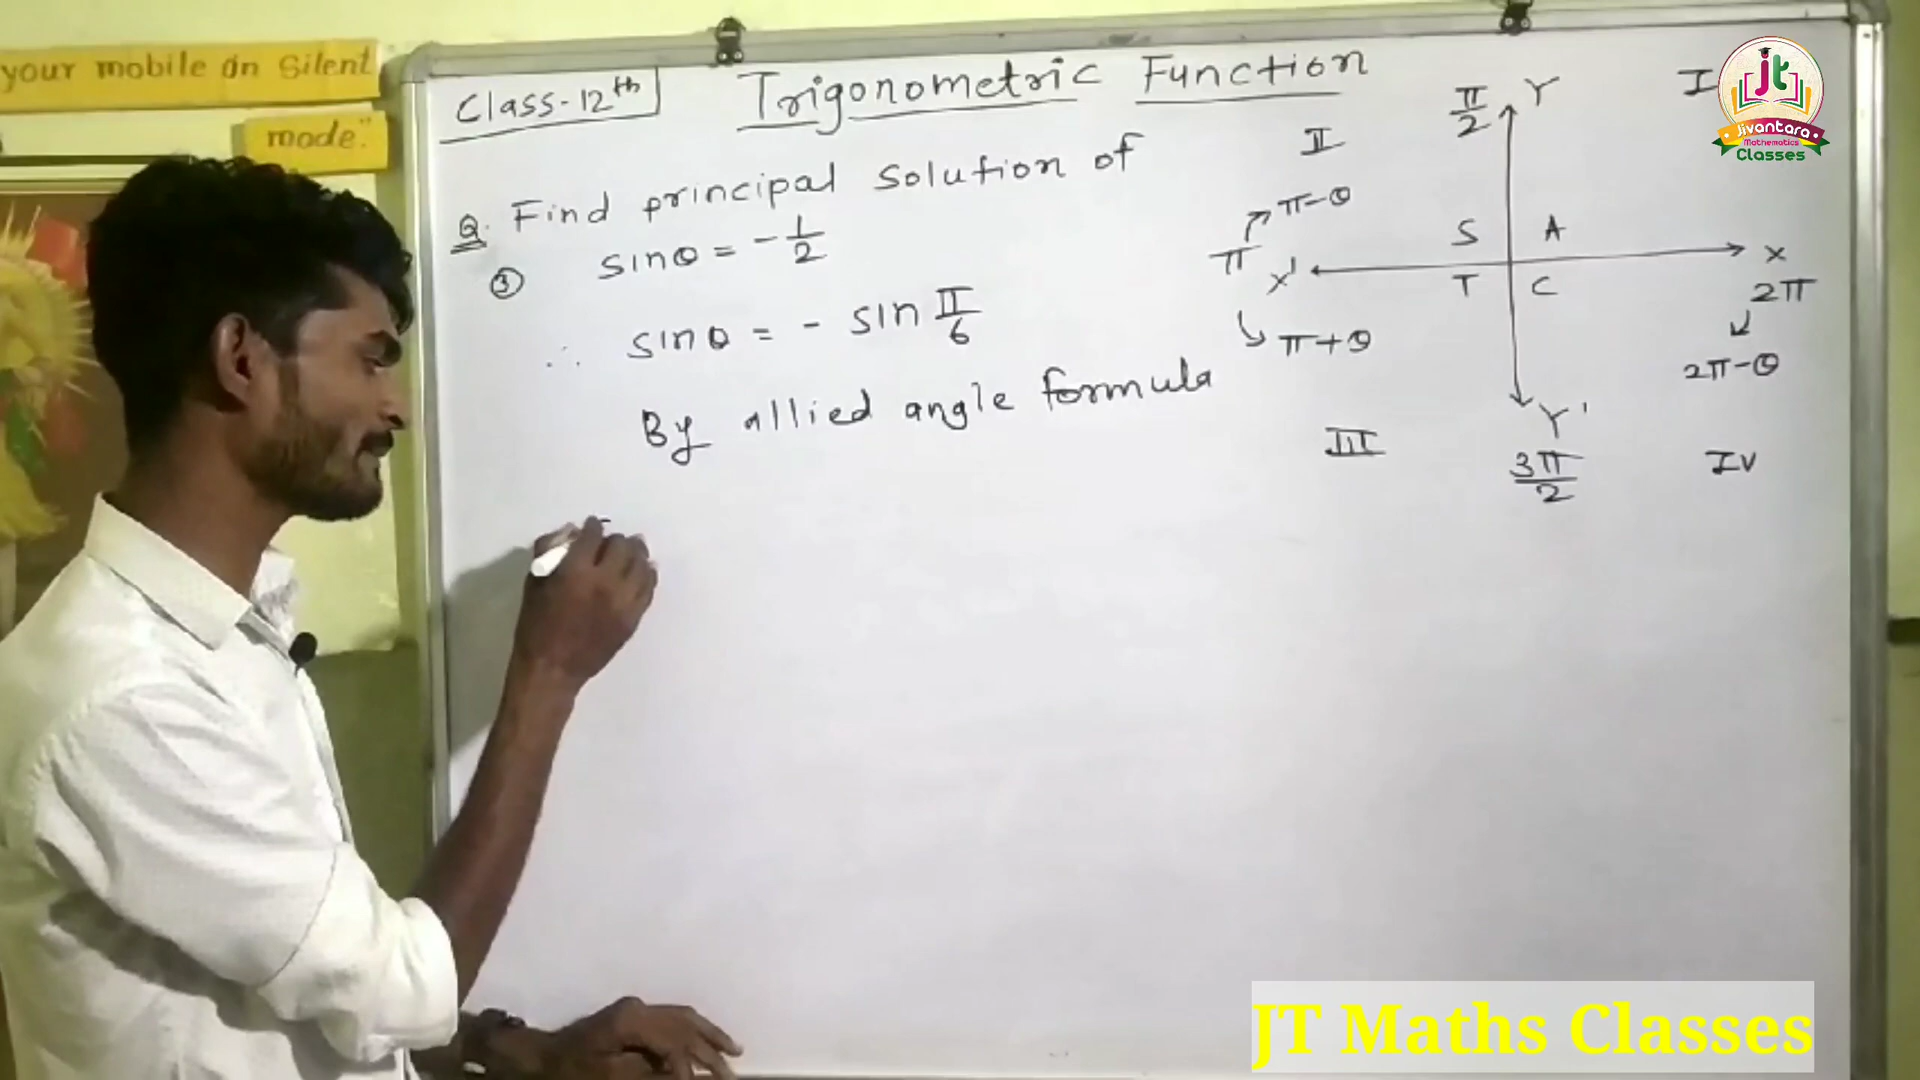 your mobile on Silent
mode."
Class-12th
Trigonometric Function
Q. Find principal Solution of
③ sinθ = -1/2
∴ sinθ = - sin π/6
By allied angle formula
π/2
Y
I
II
π-θ
S A
π X' X
T C 2π
π+θ
2π-θ
Y'
III
3π/2
IV
jt
Jivantara
Mathematics
Classes
JT Maths Classes